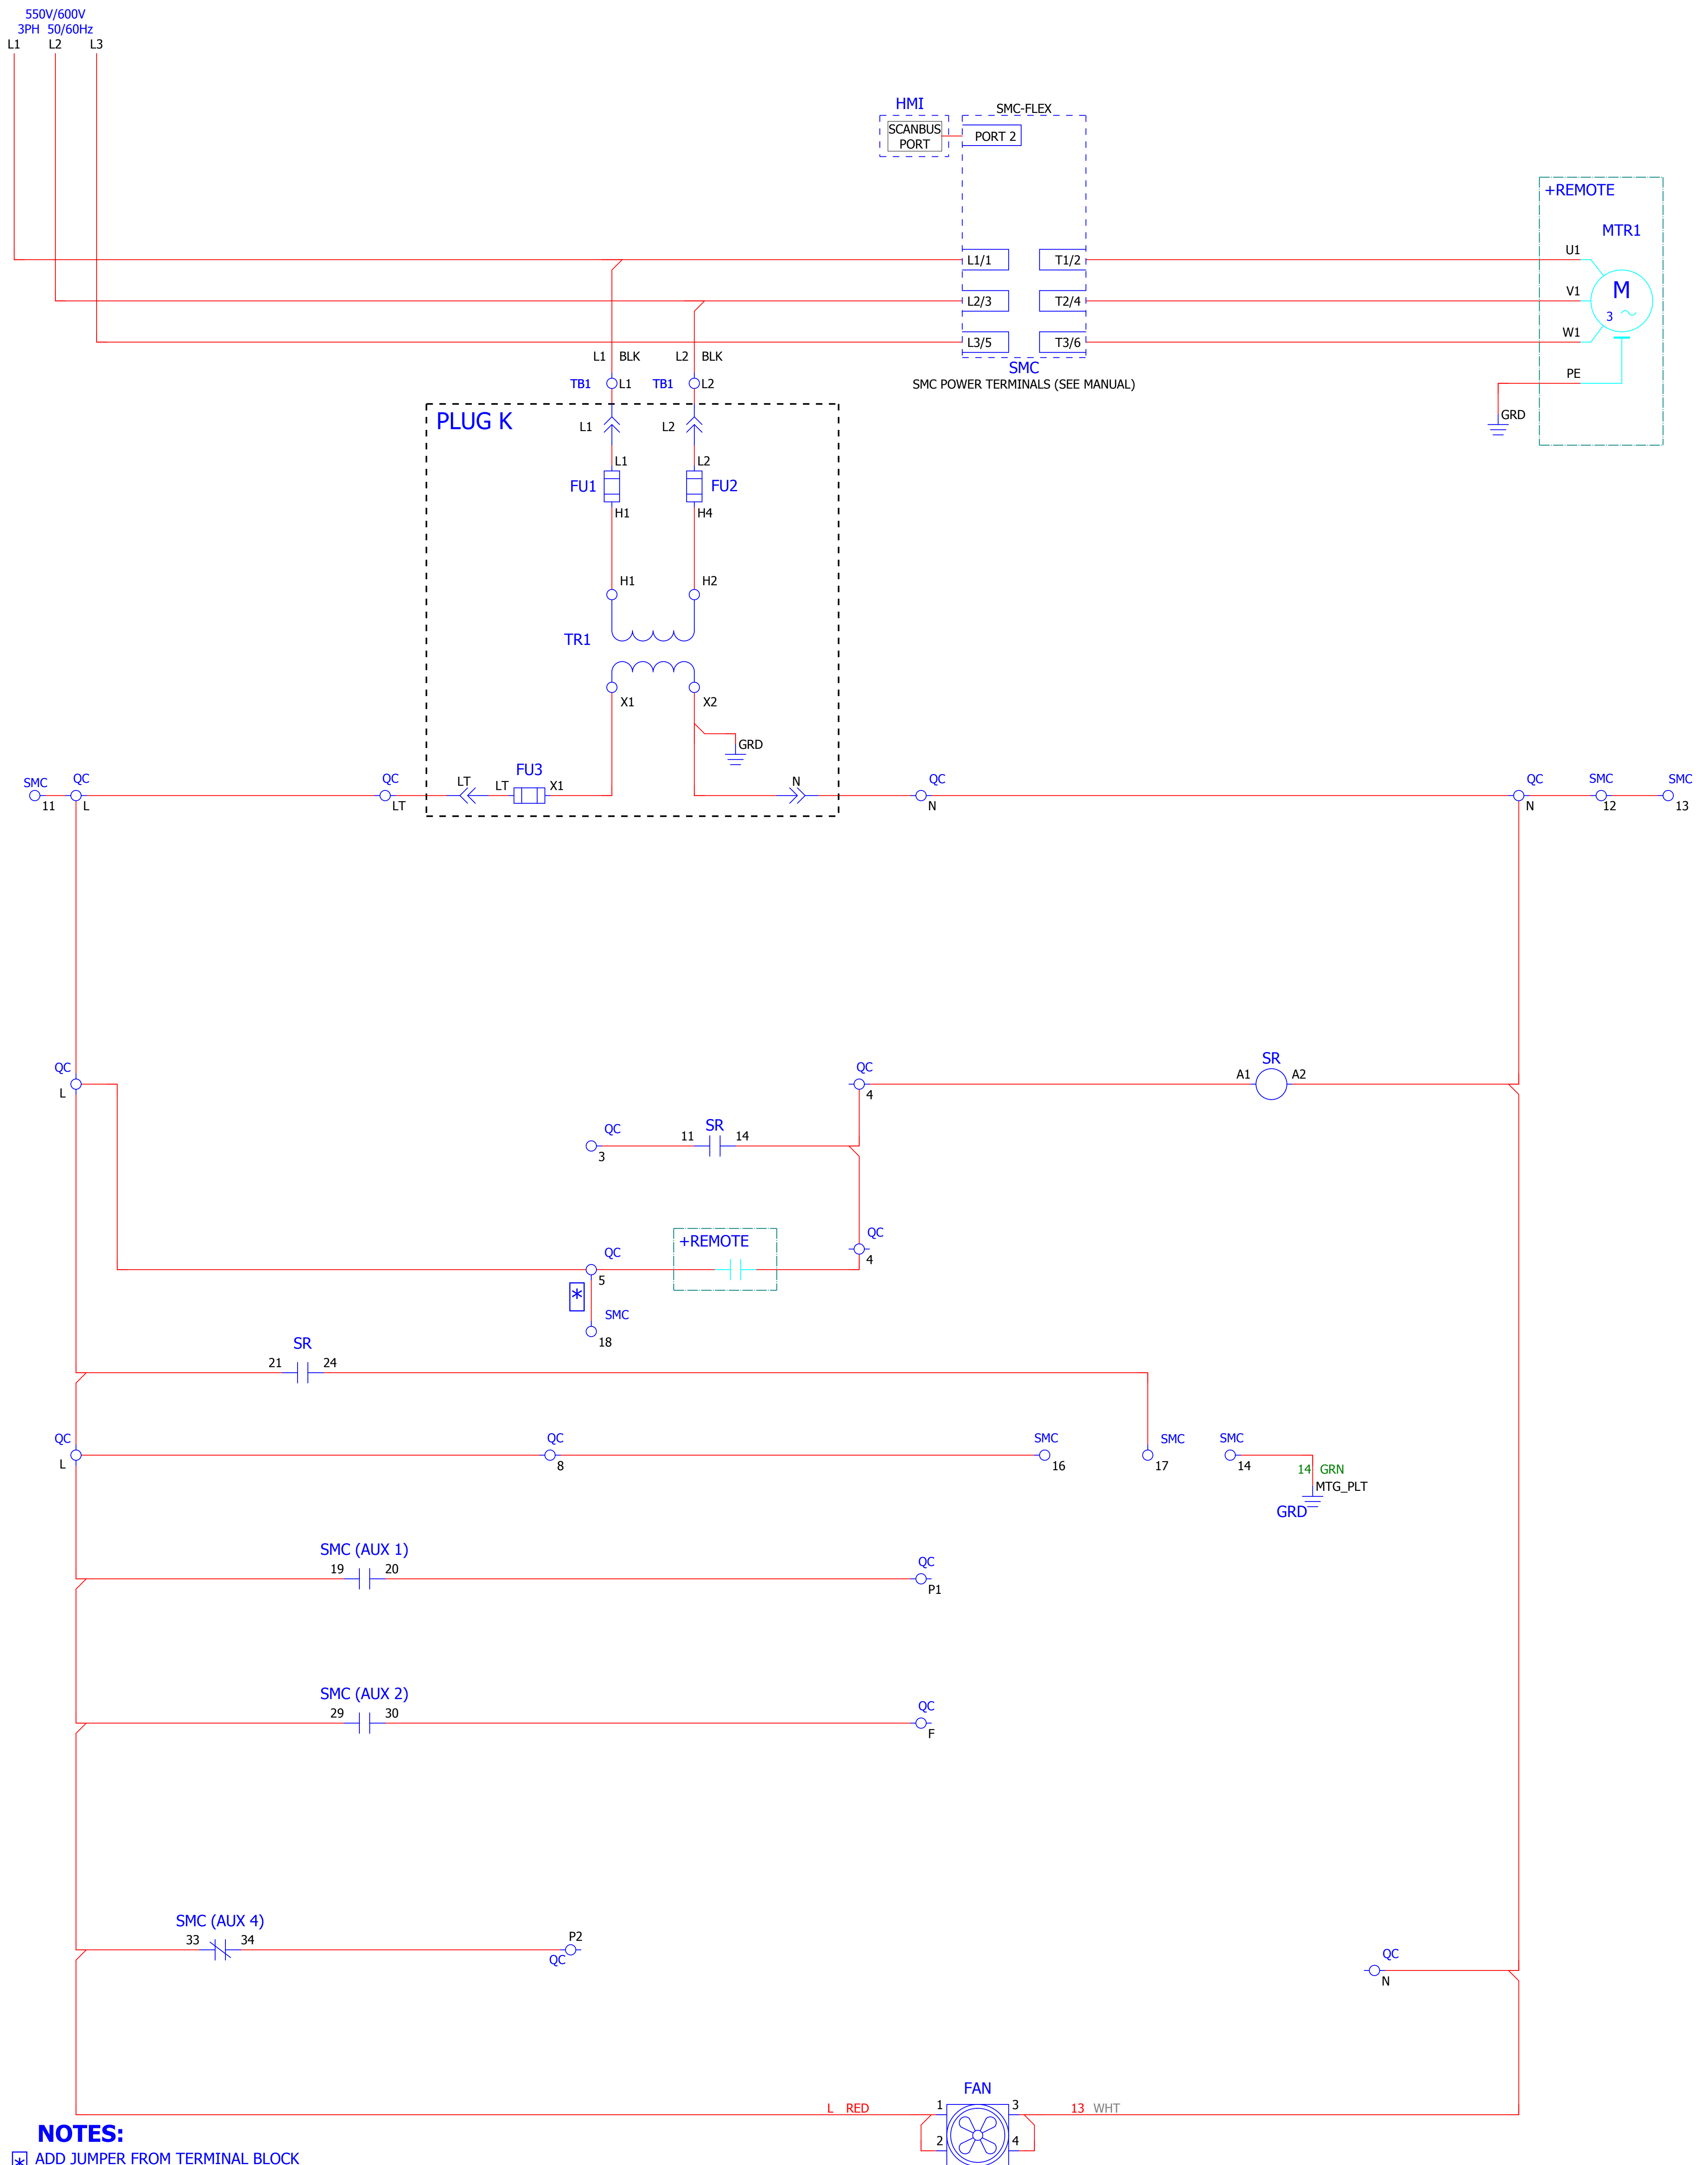 550V/600V
3PH 50/60Hz
L1 L2 L3
HMI
SCANBUS
PORT
SMC-FLEX
PORT 2
+REMOTE
MTR1
L1/1 T1/2 U1
L2/3 T2/4 V1
M
3
L3/5 T3/6 W1
SMC
SMC POWER TERMINALS (SEE MANUAL)
PE
GRD
L1 BLK L2 BLK
TB1 L1 TB1 L2
PLUG K
L1 L2
L1 L2
FU1 FU2
H1 H4
H1 H2
TR1
X1 X2
GRD
SMC QC QC LT LT FU3 X1 N QC QC SMC SMC
11 L LT N N 12 13
QC QC SR
L 4 A1 A2
QC 11 SR 14
3
QC +REMOTE QC
5 4
*
SMC
18
SR
21 24
QC QC SMC SMC SMC
L 8 16 17 14
14 GRN
MTG_PLT
GRD
SMC (AUX 1)
19 20 QC
P1
SMC (AUX 2)
29 30 QC
F
SMC (AUX 4)
33 34 P2
QC
QC
N
FAN
L RED 1 3 13 WHT
2 4
NOTES:
* ADD JUMPER FROM TERMINAL BLOCK